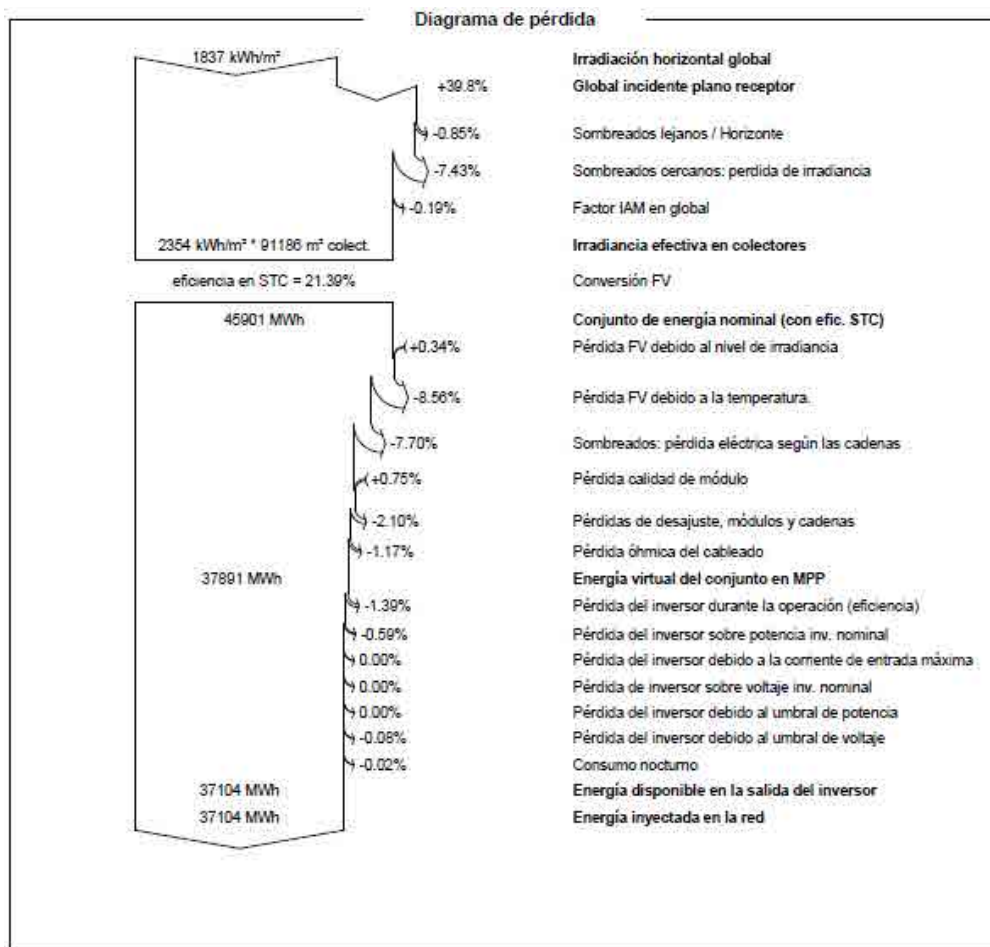 Diagrama de pérdida
1837 kWh/m² Irradiación horizontal global
+39.8% Global incidente plano receptor
-0.85% Sombreados lejanos / Horizonte
-7.43% Sombreados cercanos: perdida de irradiancia
-0.19% Factor IAM en global
2354 kWh/m² * 91186 m² colect. Irradiancia efectiva en colectores
eficiencia en STC = 21.39% Conversión FV
45901 MWh Conjunto de energía nominal (con efic. STC)
+0.34% Pérdida FV debido al nivel de irradiancia
-8.56% Pérdida FV debido a la temperatura.
-7.70% Sombreados: pérdida eléctrica según las cadenas
+0.75% Pérdida calidad de módulo
-2.10% Pérdidas de desajuste, módulos y cadenas
-1.17% Pérdida óhmica del cableado
37891 MWh Energía virtual del conjunto en MPP
-1.39% Pérdida del inversor durante la operación (eficiencia)
-0.59% Pérdida del inversor sobre potencia inv. nominal
0.00% Pérdida del inversor debido a la corriente de entrada máxima
0.00% Pérdida de inversor sobre voltaje inv. nominal
0.00% Pérdida del inversor debido al umbral de potencia
-0.08% Pérdida del inversor debido al umbral de voltaje
-0.02% Consumo nocturno
37104 MWh Energía disponible en la salida del inversor
37104 MWh Energía inyectada en la red